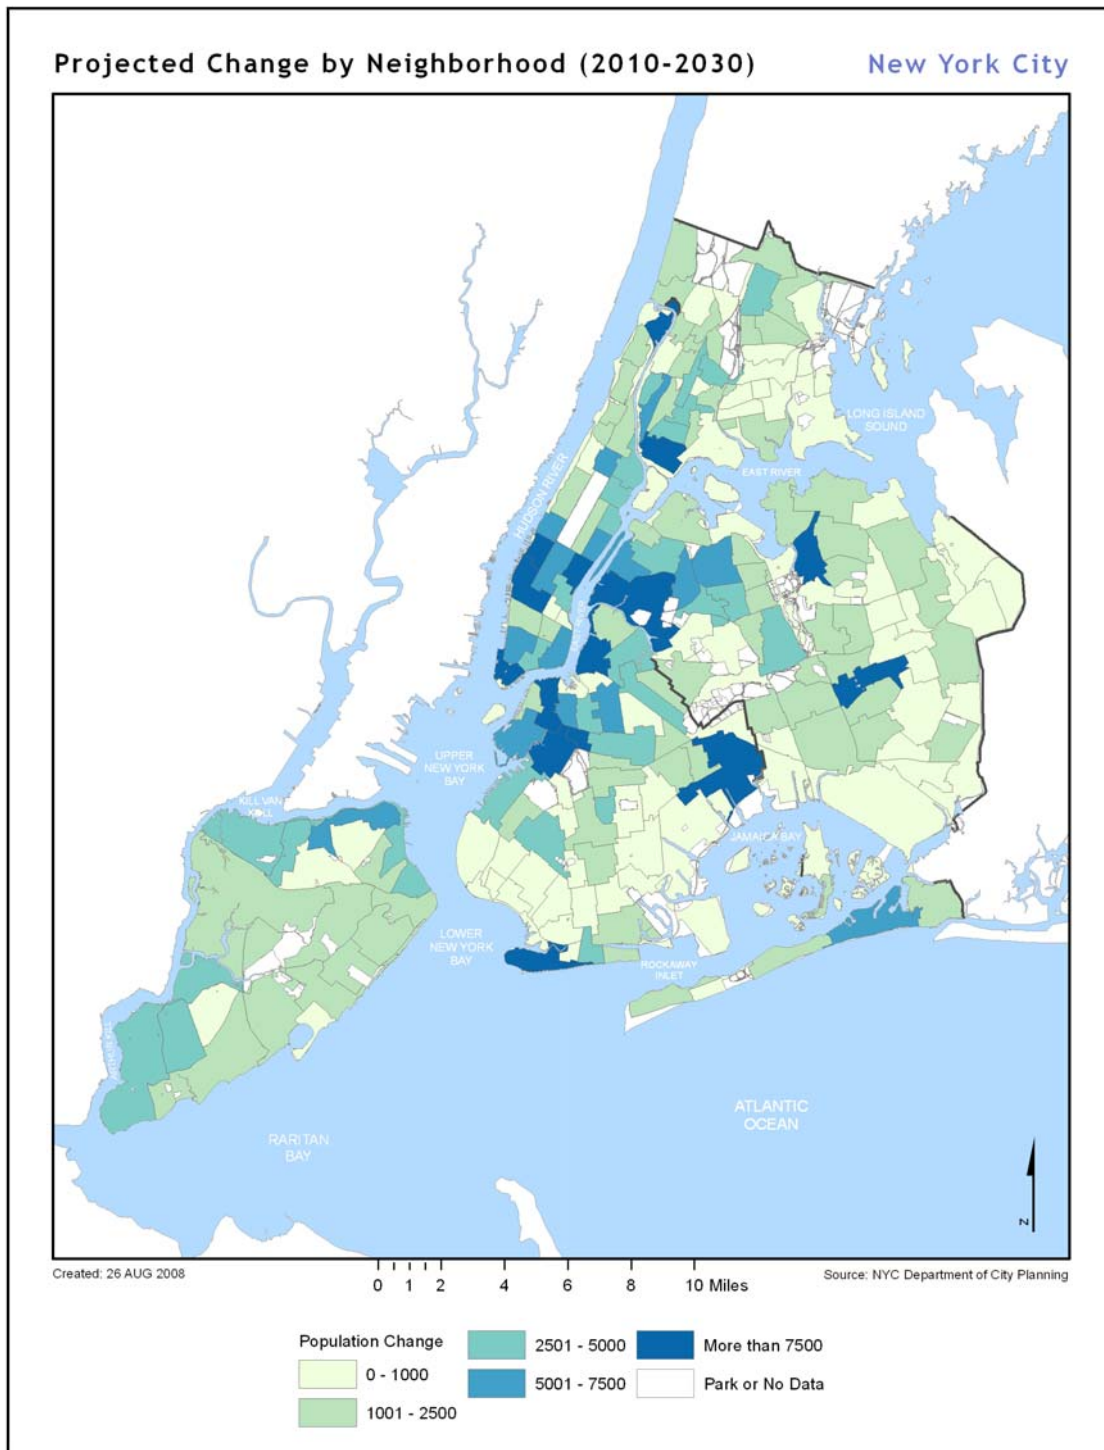 Projected Change by Neighborhood (2010-2030)
New York City
LONG ISLAND
SOUND
EAST RIVER
HUDSON RIVER
UPPER
NEW YORK
BAY
KILL VAN
KULL
JAMAICA BAY
LOWER
NEW YORK
BAY
ROCKAWAY
INLET
ARTHUR KILL
ATLANTIC
OCEAN
RARITAN
BAY
N
Created: 26 AUG 2008
Source: NYC Department of City Planning
0 1 2 4 6 8 10 Miles
Population Change
0 - 1000
1001 - 2500
2501 - 5000
5001 - 7500
More than 7500
Park or No Data